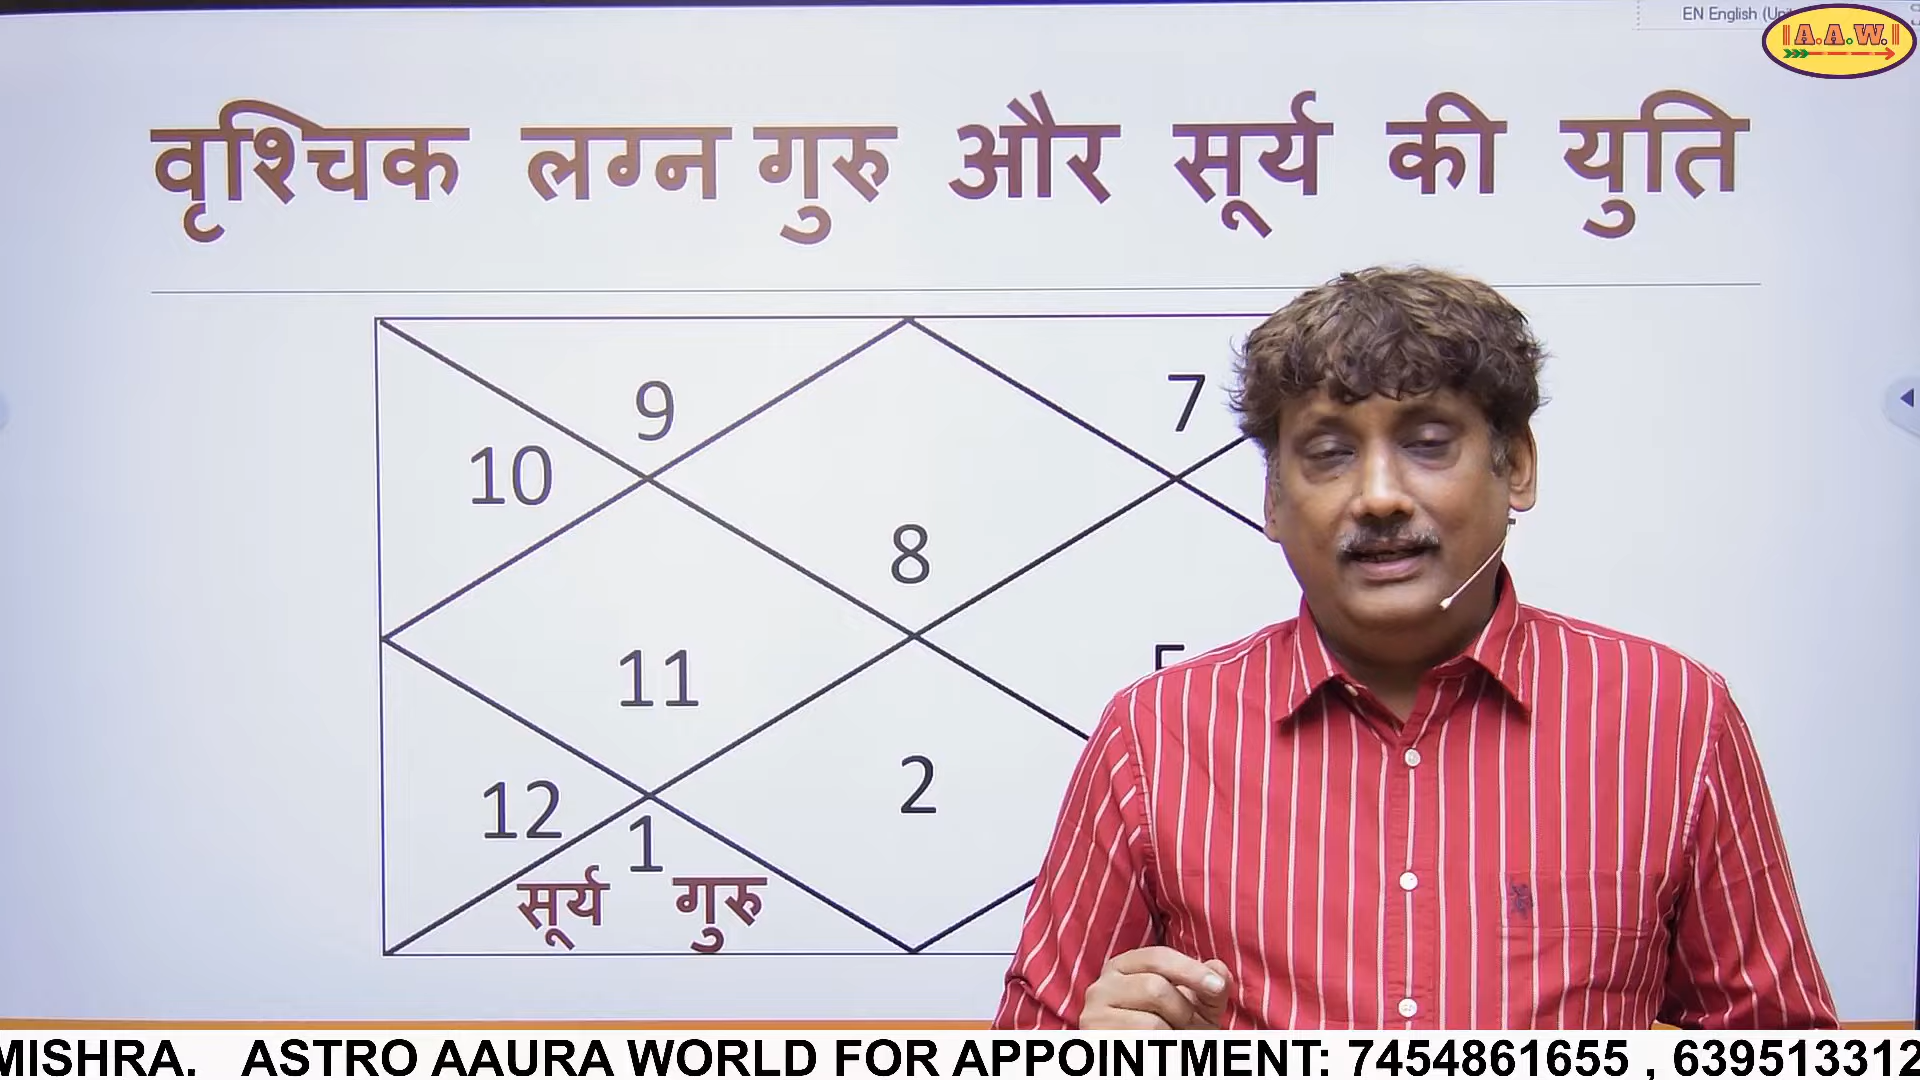 EN English
A.A.W.
वृश्चिक लग्न गुरु और सूर्य की युति
9
7
10
8
11
12
2
1
सूर्य गुरु
MISHRA. ASTRO AAURA WORLD FOR APPOINTMENT: 7454861655 , 639513312